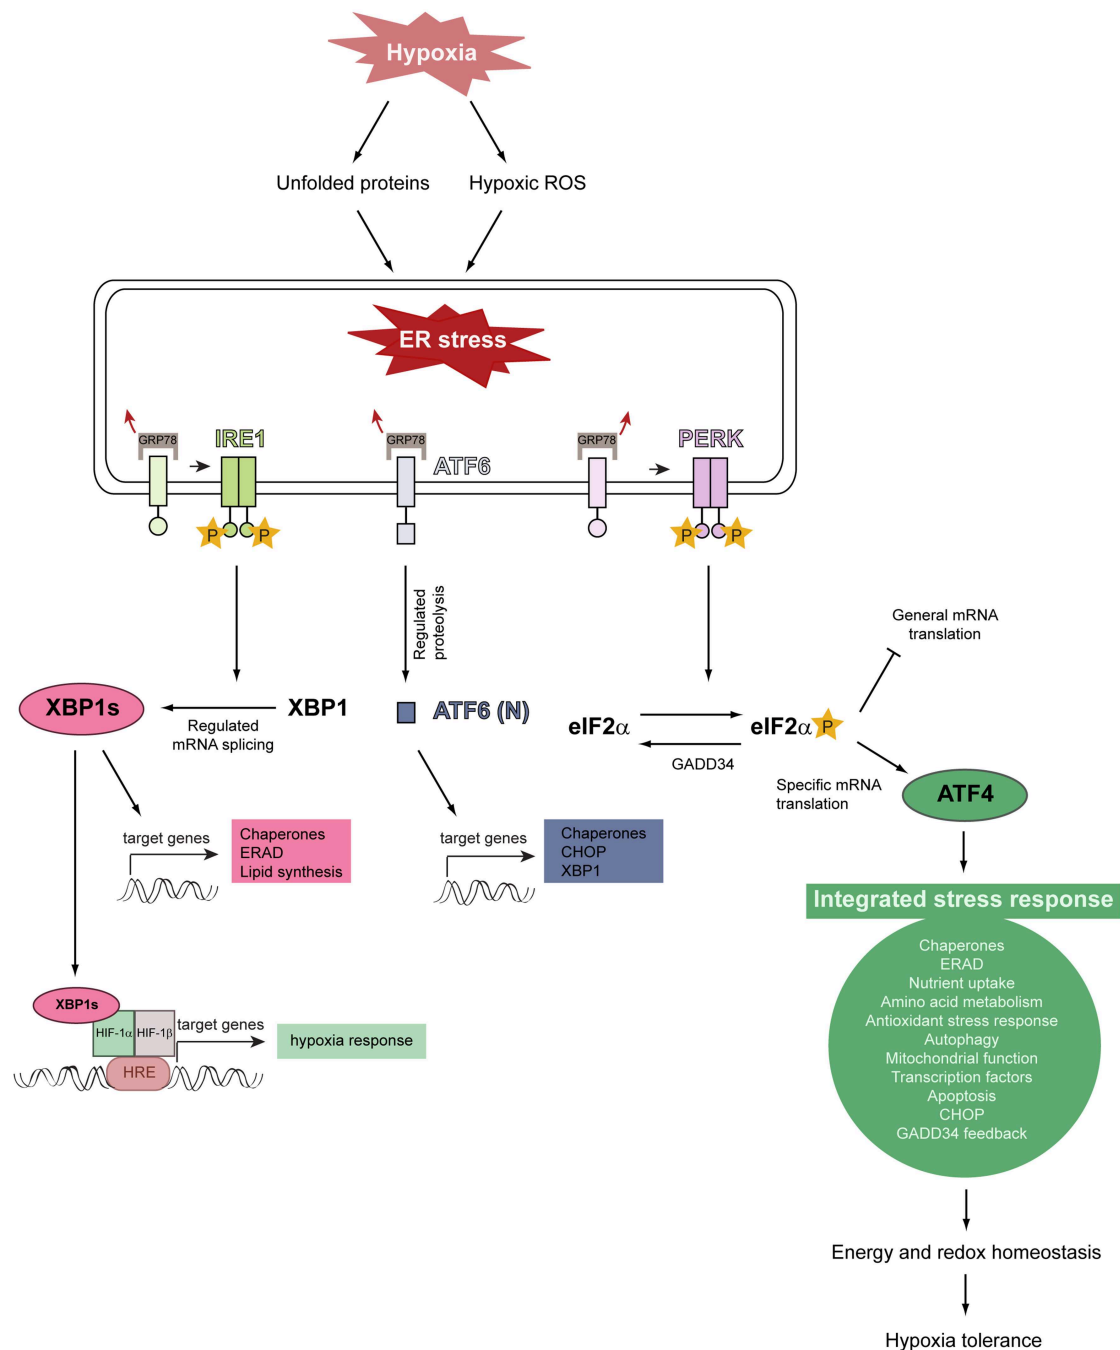 Hypoxia
Unfolded proteins
Hypoxic ROS
ER stress
GRP78
IRE1
GRP78
ATF6
GRP78
PERK
P
P
P
P
Regulated
proteolysis
General mRNA
translation
XBP1s
XBP1
Regulated
mRNA splicing
ATF6 (N)
eIF2α
eIF2α
P
GADD34
Specific mRNA
translation
ATF4
target genes
Chaperones
ERAD
Lipid synthesis
target genes
Chaperones
CHOP
XBP1
Integrated stress response
Chaperones
ERAD
Nutrient uptake
Amino acid metabolism
Antioxidant stress response
Autophagy
Mitochondrial function
Transcription factors
Apoptosis
CHOP
GADD34 feedback
XBP1s
HIF-1α
HIF-1β
target genes
hypoxia response
HRE
Energy and redox homeostasis
Hypoxia tolerance